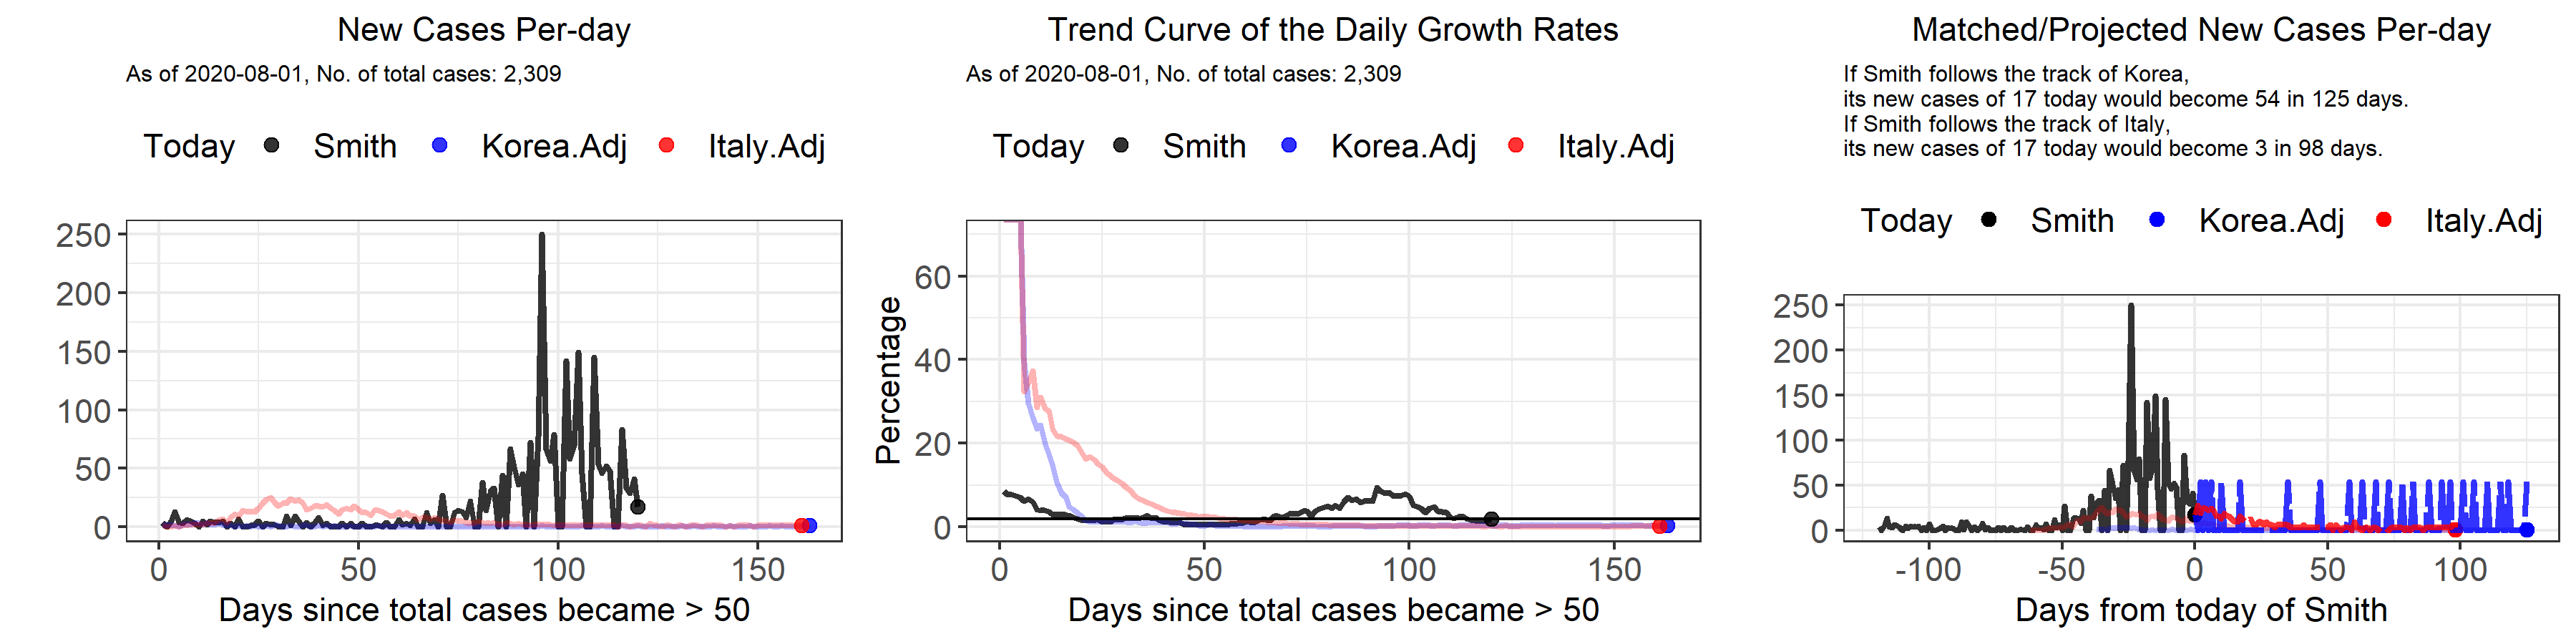 New Cases Per-day
As of 2020-08-01, No. of total cases: 2,309
Today Smith Korea.Adj Italy.Adj
250
200
150
100
50
0
0 50 100 150
Days since total cases became > 50
Trend Curve of the Daily Growth Rates
As of 2020-08-01, No. of total cases: 2,309
Today Smith Korea.Adj Italy.Adj
Percentage
60
40
20
0
0 50 100 150
Days since total cases became > 50
Matched/Projected New Cases Per-day
If Smith follows the track of Korea,
its new cases of 17 today would become 54 in 125 days.
If Smith follows the track of Italy,
its new cases of 17 today would become 3 in 98 days.
Today Smith Korea.Adj Italy.Adj
250
200
150
100
50
0
-100 -50 0 50 100
Days from today of Smith